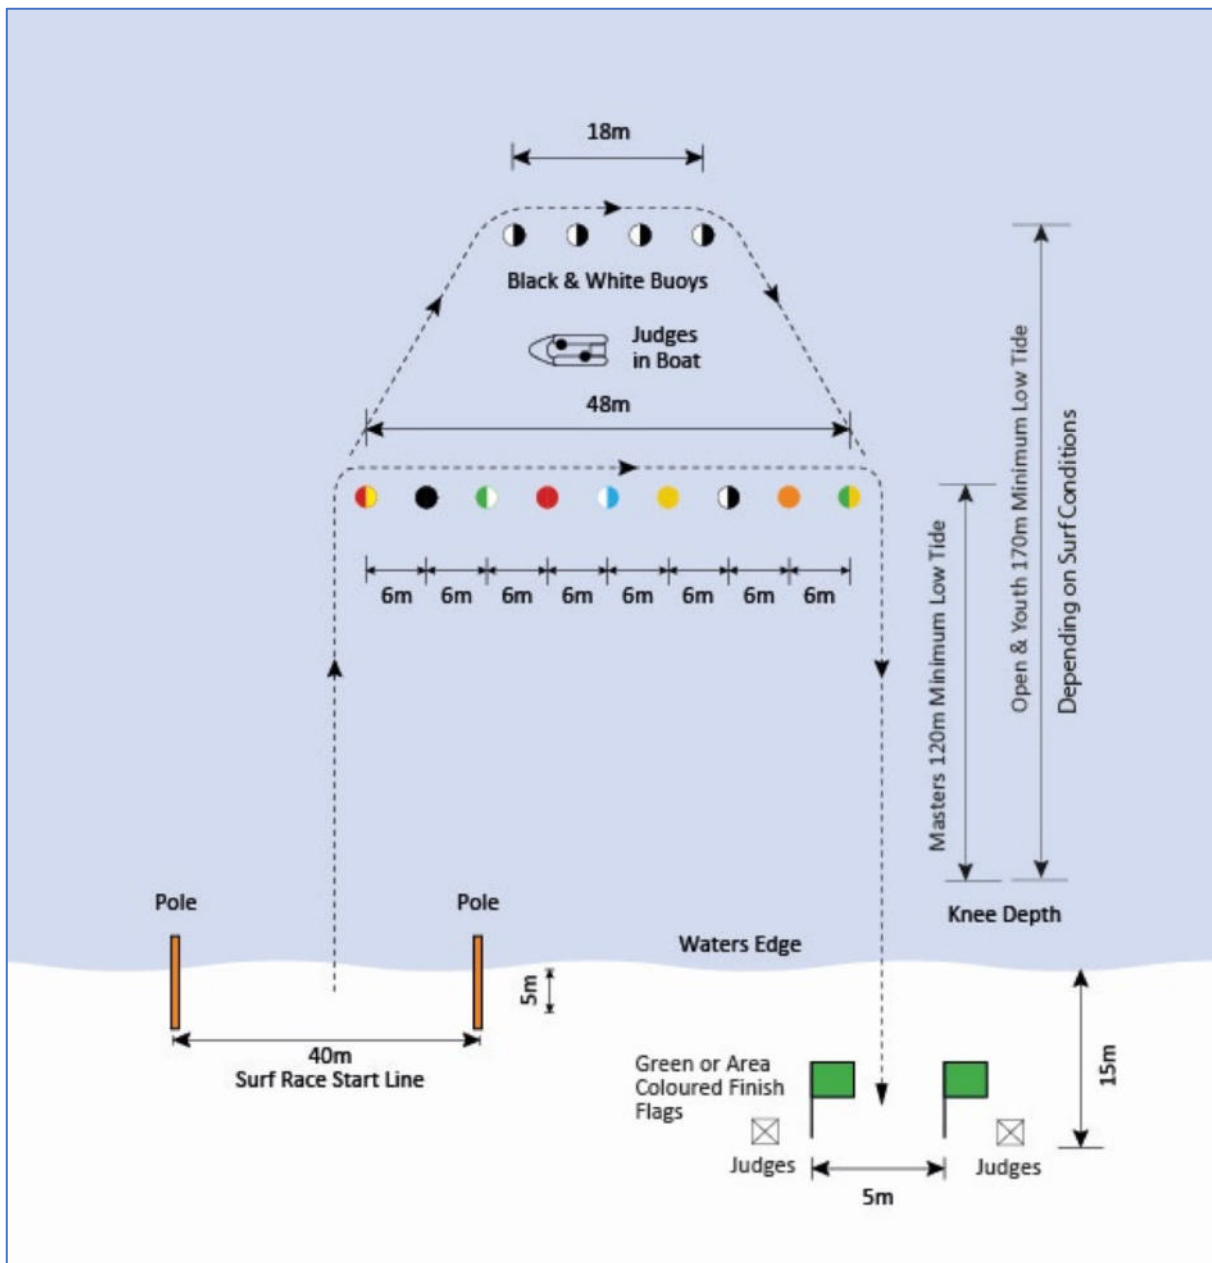 18m
Black & White Buoys
Judges
in Boat
48m
6m 6m 6m 6m 6m 6m 6m 6m
Masters 120m Minimum Low Tide
Open & Youth 170m Minimum Low Tide
Depending on Surf Conditions
Pole
Pole
Knee Depth
Waters Edge
5m
40m
Surf Race Start Line
Green or Area
Coloured Finish
Flags
15m
Judges
Judges
5m